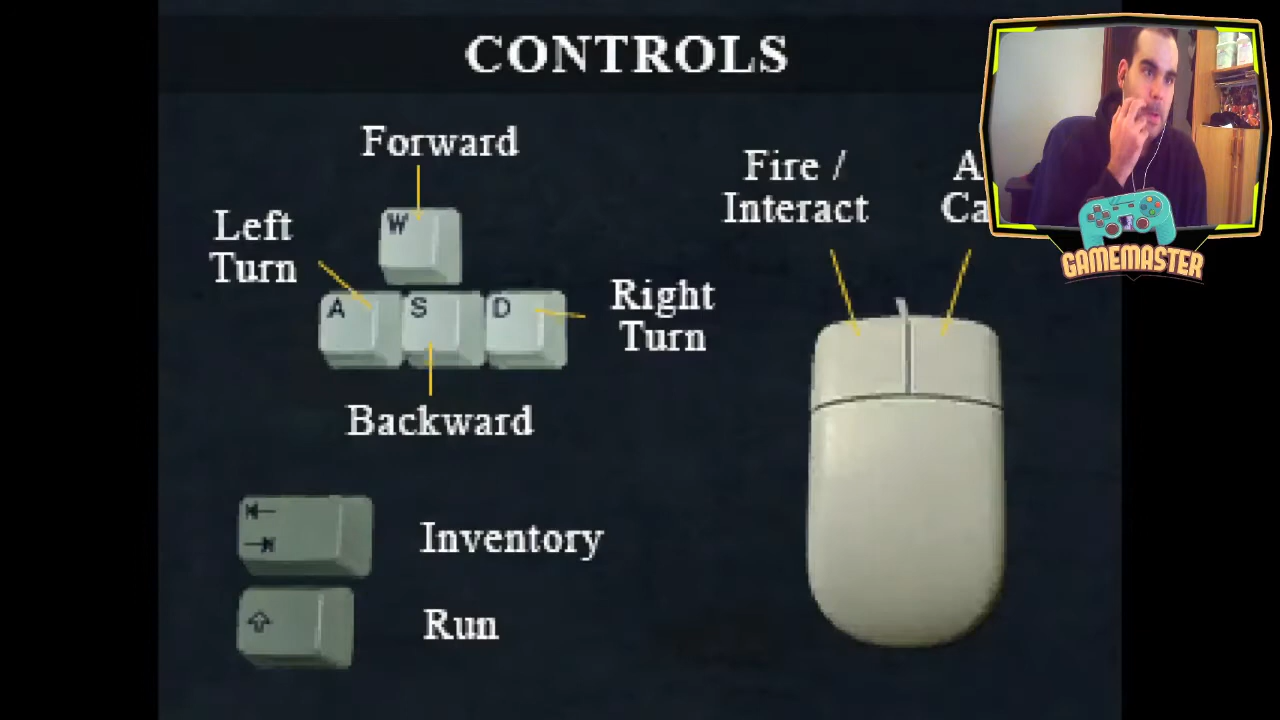 CONTROLS
Forward
W
Left
Turn
A
S
D
Right
Turn
Backward
Inventory
Run
Fire /
Interact
GAMEMASTER